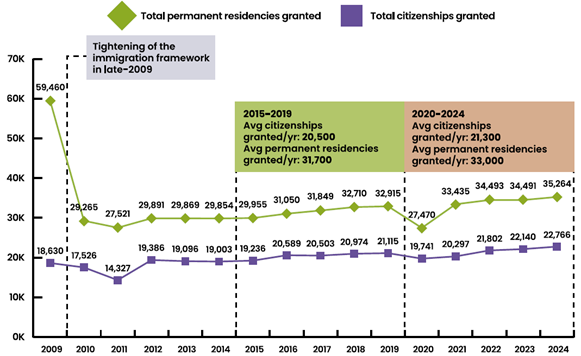 Total permanent residencies granted
Total citizenships granted
70K
60K
50K
40K
30K
20K
10K
0K
Tightening of the
immigration framework
in late-2009
2015-2019
Avg citizenships
granted/yr: 20,500
Avg permanent residencies
granted/yr: 31,700
2020-2024
Avg citizenships
granted/yr: 21,300
Avg permanent residencies
granted/yr: 33,000
59,460
29,265
27,521
29,891
29,869
29,854
29,955
31,050
31,849
32,710
32,915
27,470
33,435
34,493
34,491
35,264
18,630
17,526
14,327
19,386
19,096
19,003
19,236
20,589
20,503
20,974
21,115
19,741
20,297
21,802
22,140
22,766
2009 2010 2011 2012 2013 2014 2015 2016 2017 2018 2019 2020 2021 2022 2023 2024